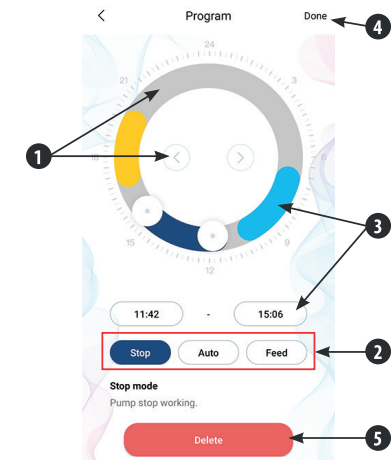 Program Done 4
24
21 3
1
18 6
3
15 9
12
11:42 - 15:06
Stop Auto Feed 2
Stop mode
Pump stop working.
Delete 5